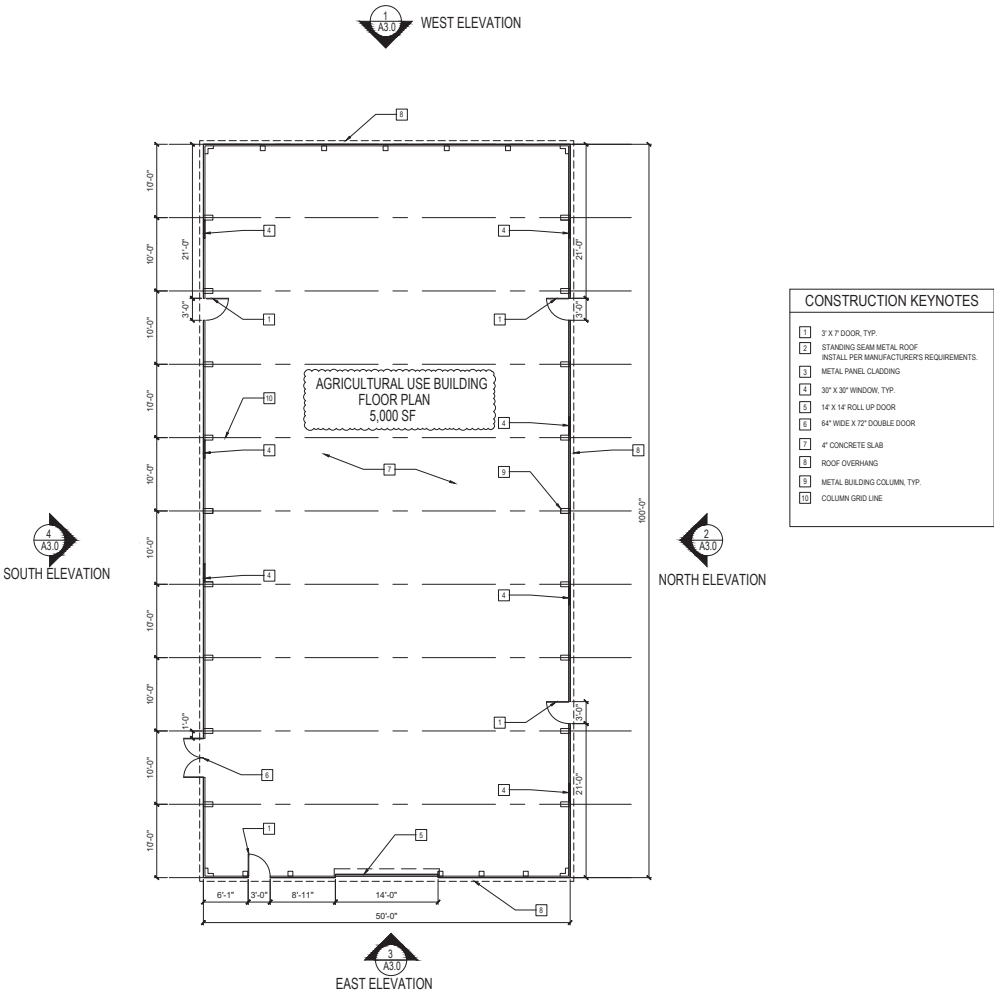 1
A3.0
WEST ELEVATION
8
10'-0"
10'-0"
10'-0"
10'-0"
10'-0"
10'-0"
10'-0"
10'-0"
10'-0"
10'-0"
21'-0"
3'-0"
1'-0"
4
4
21'-0"
3'-0"
1
1
AGRICULTURAL USE BUILDING
FLOOR PLAN
5,000 SF
10
4
4
7
8
9
100'-0"
4
4
1
3'-0"
6
4
21'-0"
1
5
6'-1"
3'-0"
8'-11"
14'-0"
8
50'-0"
4
A3.0
SOUTH ELEVATION
2
A3.0
NORTH ELEVATION
3
A3.0
EAST ELEVATION
CONSTRUCTION KEYNOTES
1 3' X 7' DOOR, TYP.
2 STANDING SEAM METAL ROOF
INSTALL PER MANUFACTURER'S REQUIREMENTS.
3 METAL PANEL CLADDING
4 30" X 30" WINDOW, TYP.
5 14' X 14' ROLL UP DOOR
6 64" WIDE X 72" DOUBLE DOOR
7 4" CONCRETE SLAB
8 ROOF OVERHANG
9 METAL BUILDING COLUMN, TYP.
10 COLUMN GRID LINE